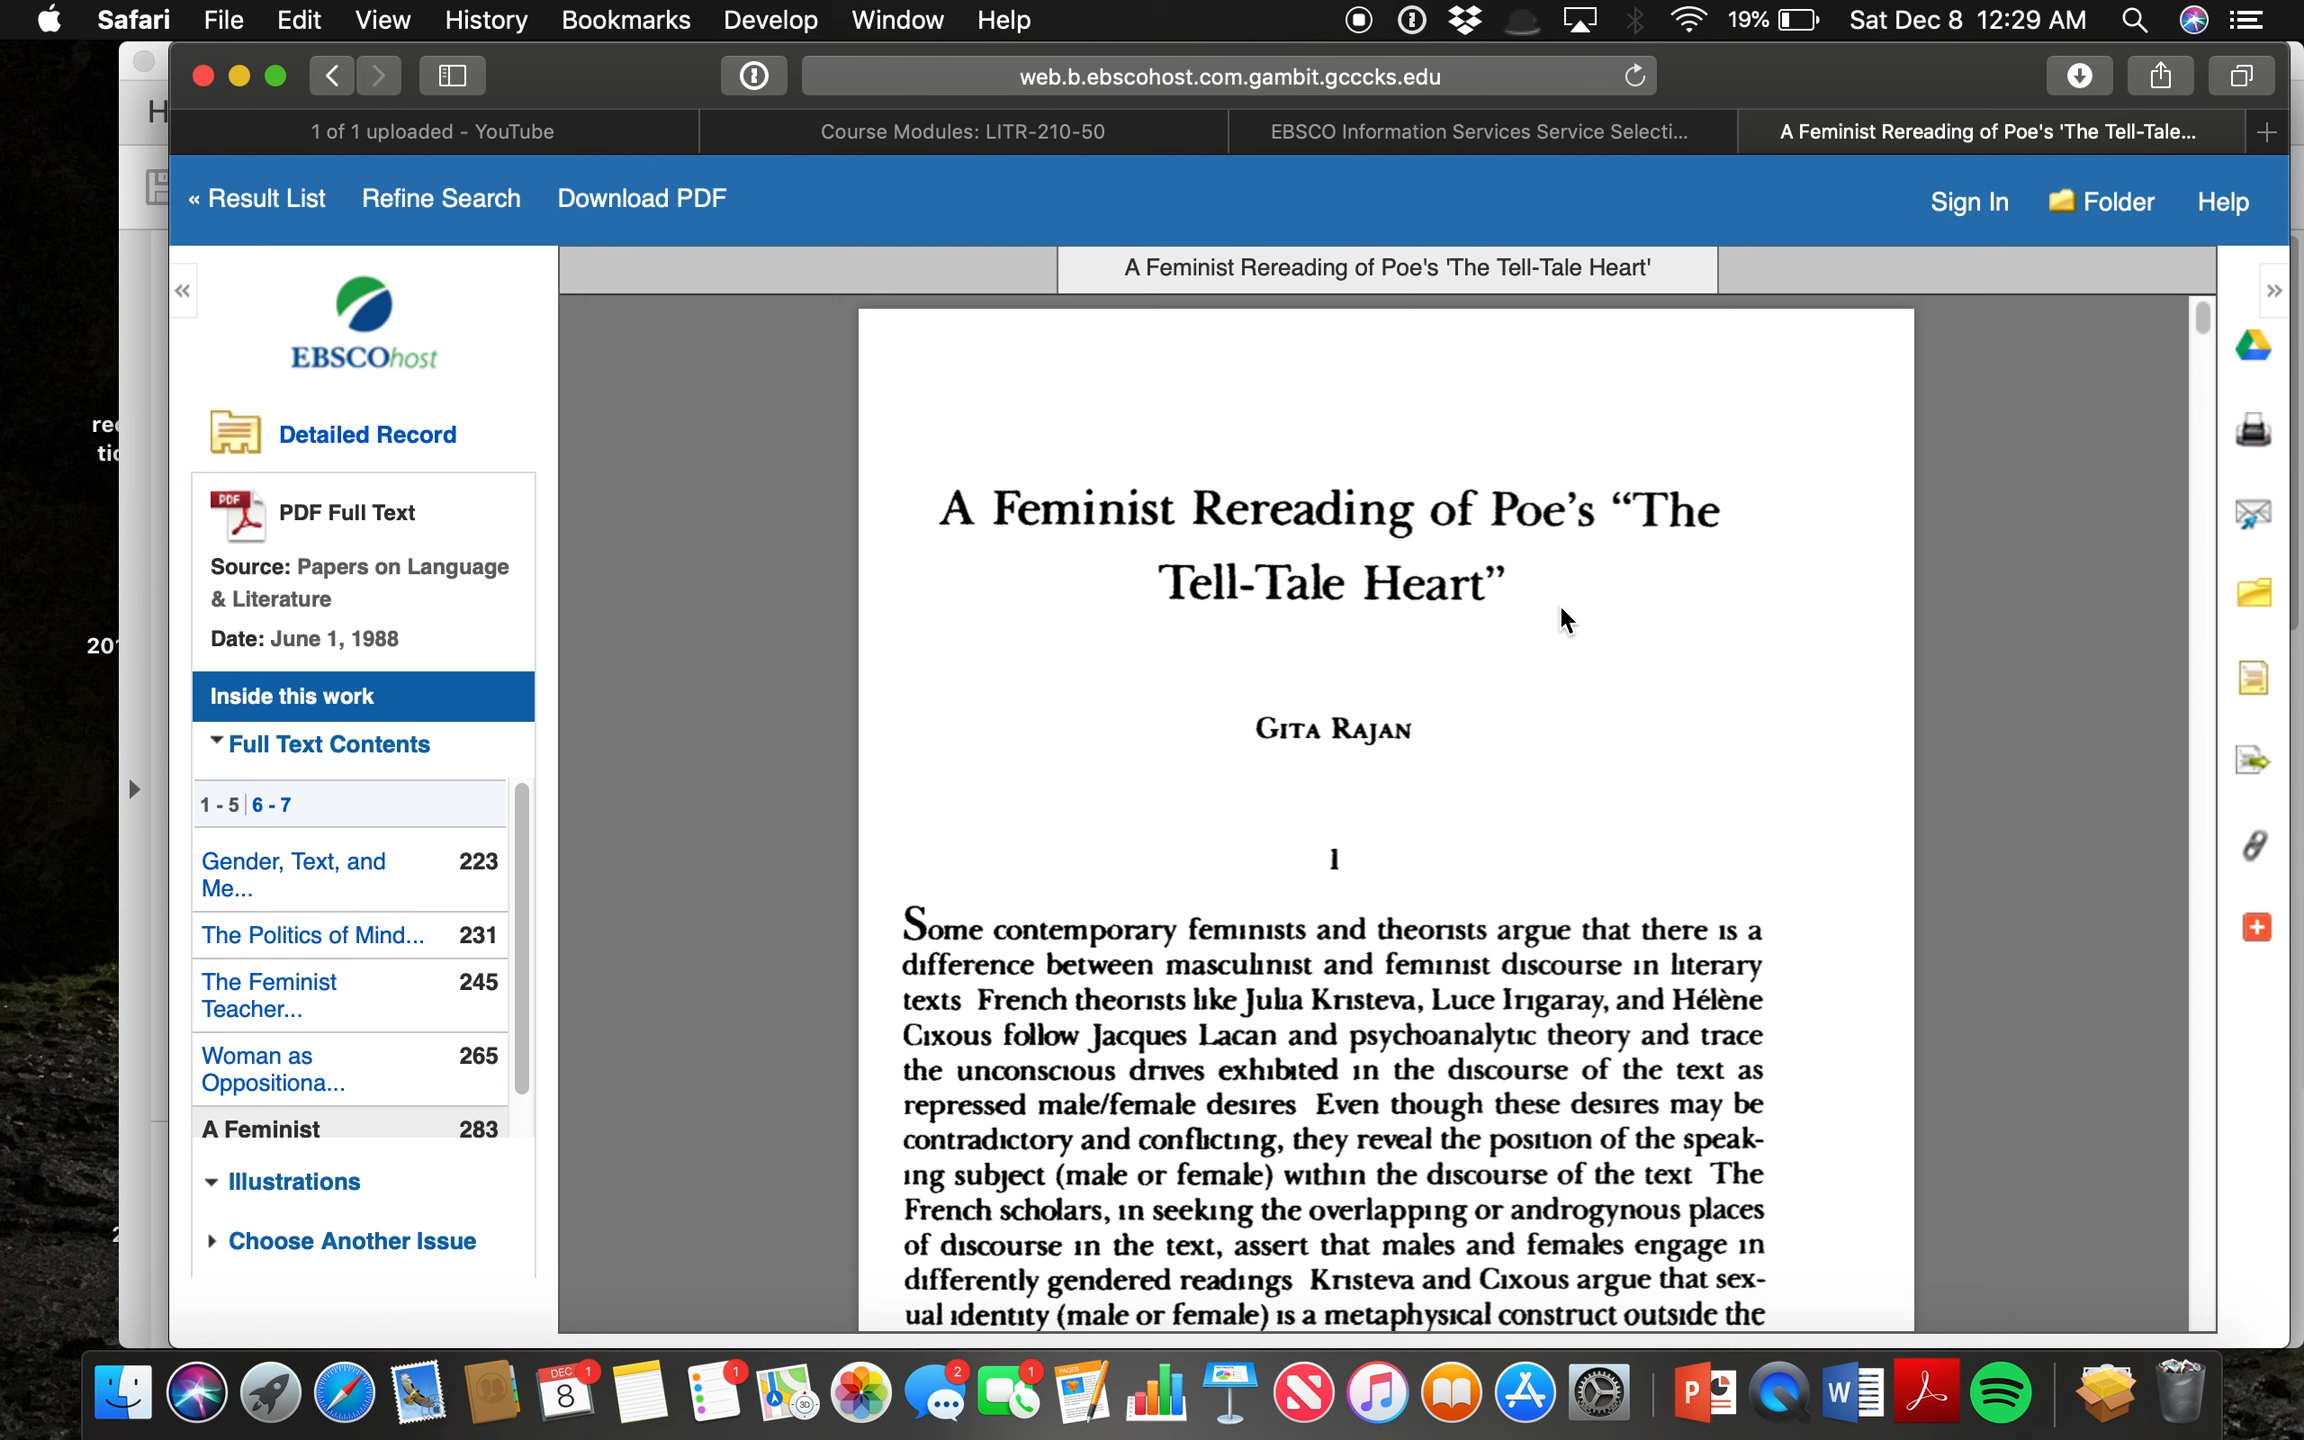 Safari File Edit View History Bookmarks Develop Window Help 19% Sat Dec 8 12:29 AM
web.b.ebscohost.com.gambit.gcccks.edu
1 of 1 uploaded - YouTube
Course Modules: LITR-210-50
EBSCO Information Services Service Selecti...
A Feminist Rereading of Poe's 'The Tell-Tale...
« Result List Refine Search Download PDF
Sign In Folder Help
A Feminist Rereading of Poe's 'The Tell-Tale Heart'
EBSCOhost
Detailed Record
PDF
PDF Full Text
Source: Papers on Language
& Literature
Date: June 1, 1988
Inside this work
Full Text Contents
1 - 5 | 6 - 7
Gender, Text, and 223
Me...
The Politics of Mind... 231
The Feminist 245
Teacher...
Woman as 265
Oppositiona...
A Feminist 283
Illustrations
Choose Another Issue
A Feminist Rereading of Poe's “The
Tell-Tale Heart”
GITA RAJAN
1
Some contemporary feminists and theorists argue that there is a
difference between masculinist and feminist discourse in literary
texts French theorists like Julia Kristeva, Luce Irigaray, and Hélène
Cixous follow Jacques Lacan and psychoanalytic theory and trace
the unconscious drives exhibited in the discourse of the text as
repressed male/female desires Even though these desires may be
contradictory and conflicting, they reveal the position of the speak-
ing subject (male or female) within the discourse of the text The
French scholars, in seeking the overlapping or androgynous places
of discourse in the text, assert that males and females engage in
differently gendered readings Kristeva and Cixous argue that sex-
ual identity (male or female) is a metaphysical construct outside the
DEC
8
1
1
3D
2
1
PAGES
P
W